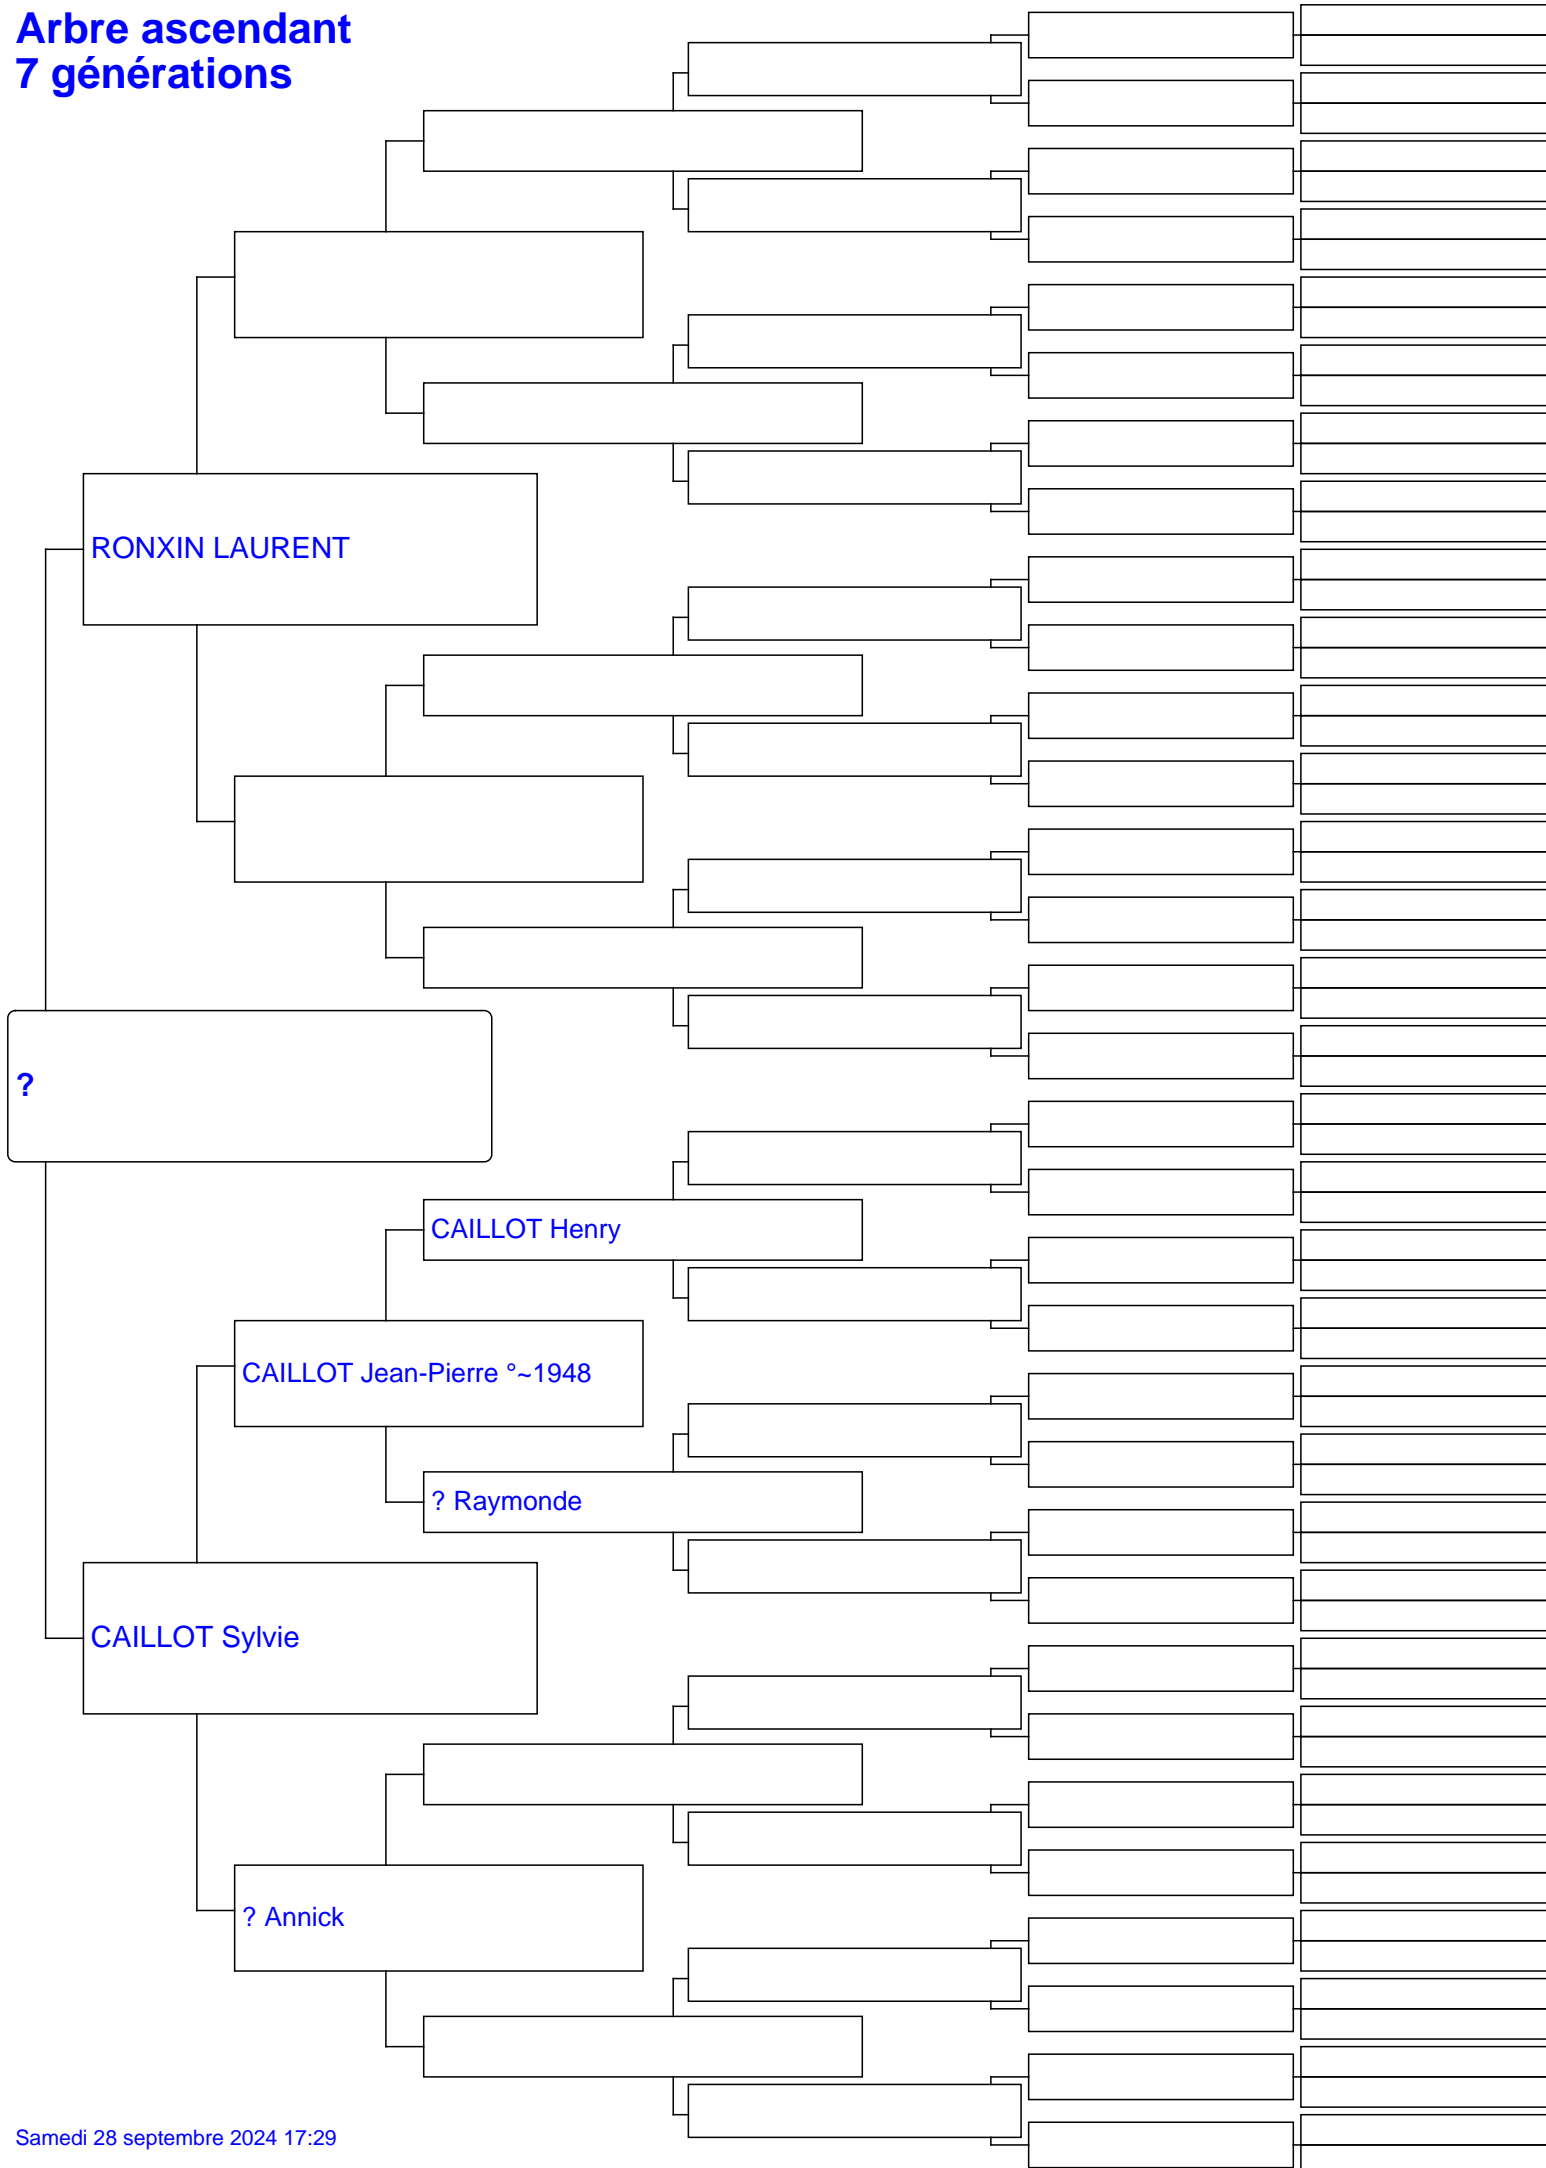 Arbre ascendant
7 générations
RONXIN LAURENT
?
CAILLOT Henry
CAILLOT Jean-Pierre °~1948
? Raymonde
CAILLOT Sylvie
? Annick
Samedi 28 septembre 2024 17:29